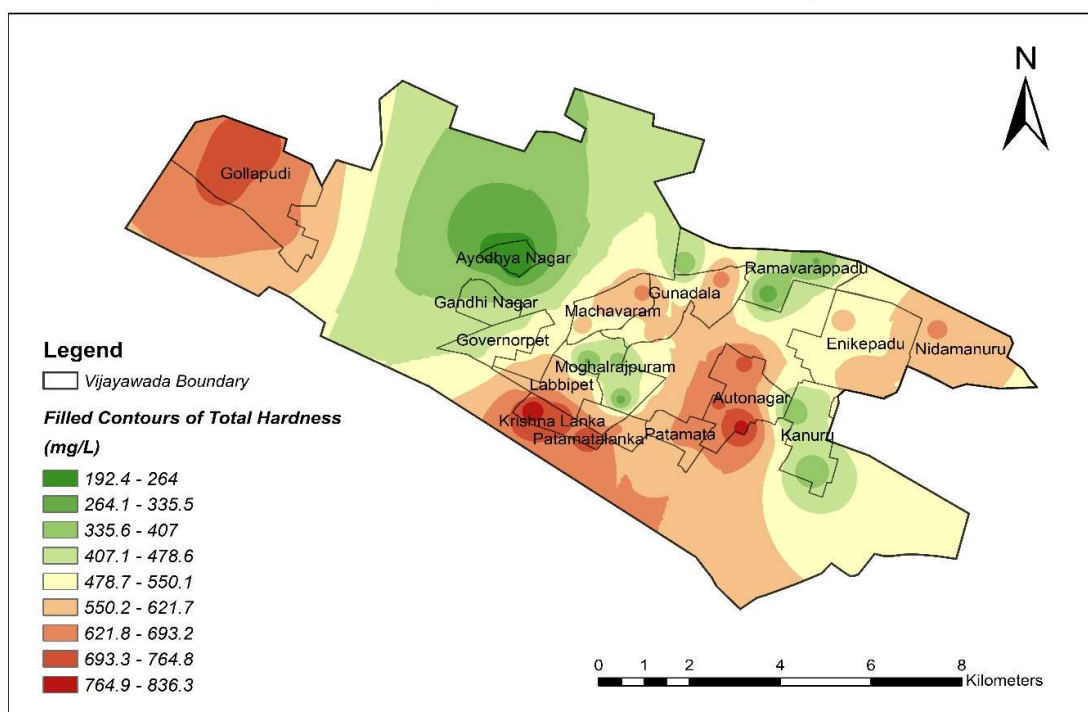 N
Gollapudi
Ayodhya Nagar
Ramavarappadu
Gandhi Nagar
Gunadala
Machavaram
Governorpet
Enikepadu
Nidamanuru
Moghalrajpuram
Labbipet
Autonagar
Krishna Lanka
Patamata
Kanuru
Patamatalanka
Legend
Vijayawada Boundary
Filled Contours of Total Hardness
(mg/L)
192.4 - 264
264.1 - 335.5
335.6 - 407
407.1 - 478.6
478.7 - 550.1
550.2 - 621.7
621.8 - 693.2
693.3 - 764.8
764.9 - 836.3
0 1 2 4 6 8
Kilometers